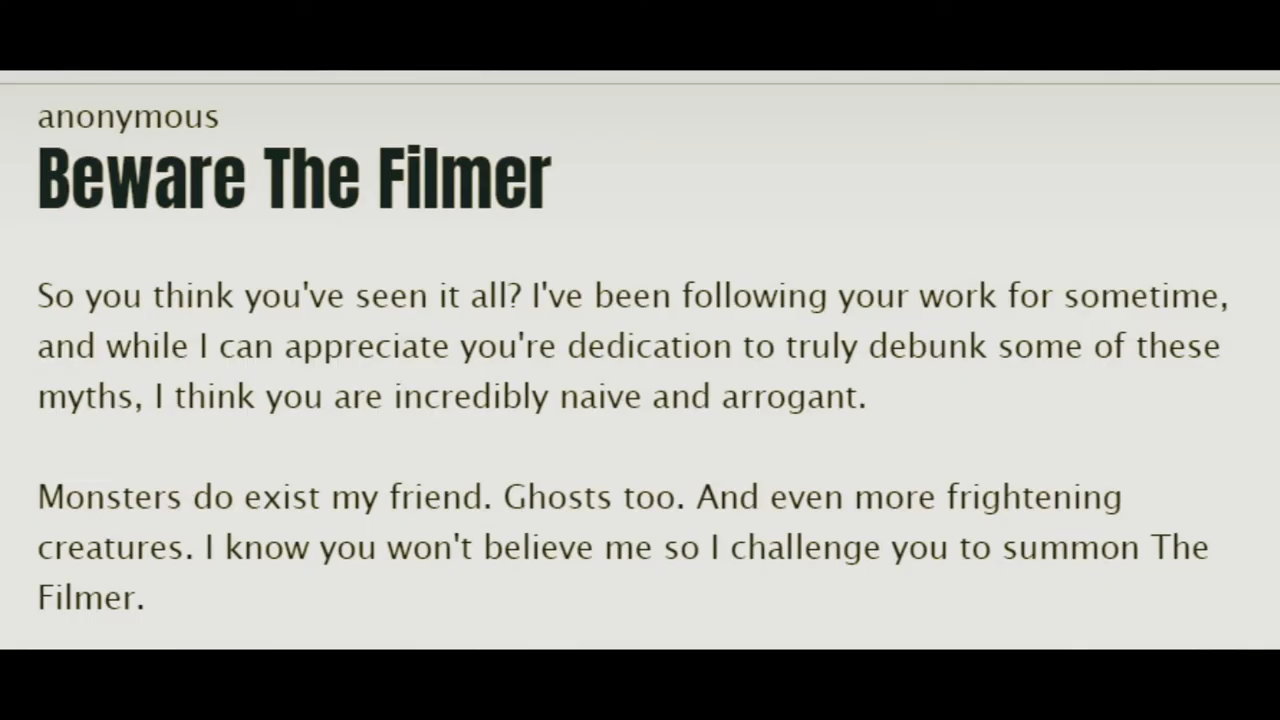 anonymous
Beware The Filmer
So you think you've seen it all? I've been following your work for sometime,
and while I can appreciate you're dedication to truly debunk some of these
myths, I think you are incredibly naive and arrogant.
Monsters do exist my friend. Ghosts too. And even more frightening
creatures. I know you won't believe me so I challenge you to summon The
Filmer.